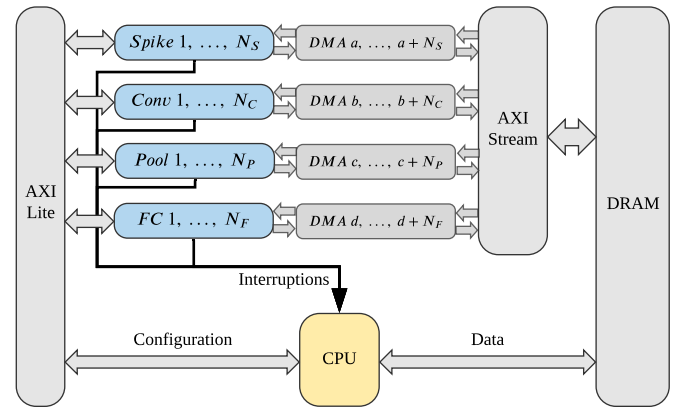 Spike 1, …, N_S
DMA a, …, a + N_S
Conv 1, …, N_C
DMA b, …, b + N_C
AXI
Stream
Pool 1, …, N_P
DMA c, …, c + N_P
AXI
Lite
DRAM
FC 1, …, N_F
DMA d, …, d + N_F
Interruptions
Configuration
CPU
Data